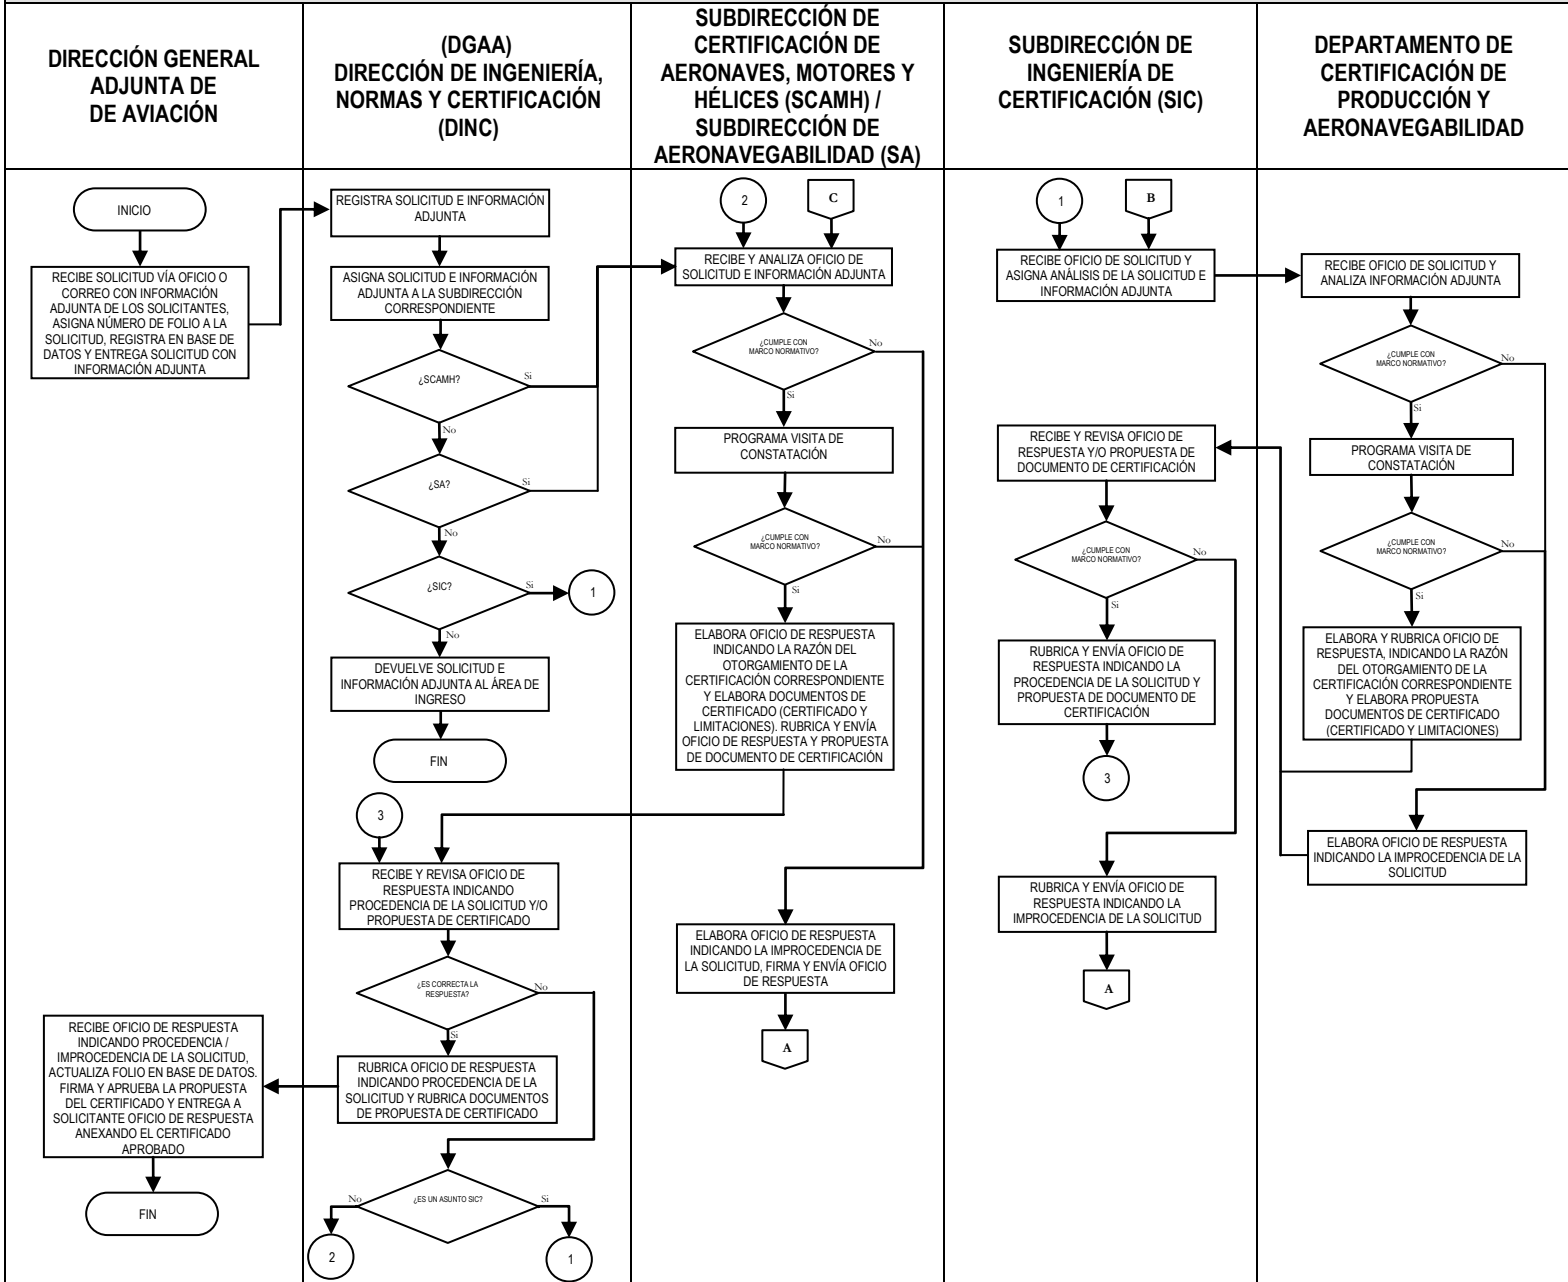 DIRECCIÓN GENERAL
ADJUNTA DE
DE AVIACIÓN
(DGAA)
DIRECCIÓN DE INGENIERÍA,
NORMAS Y CERTIFICACIÓN
(DINC)
SUBDIRECCIÓN DE
CERTIFICACIÓN DE
AERONAVES, MOTORES Y
HÉLICES (SCAMH) /
SUBDIRECCIÓN DE
AERONAVEGABILIDAD (SA)
SUBDIRECCIÓN DE
INGENIERÍA DE
CERTIFICACIÓN (SIC)
DEPARTAMENTO DE
CERTIFICACIÓN DE
PRODUCCIÓN Y
AERONAVEGABILIDAD
INICIO
RECIBE SOLICITUD VÍA OFICIO O
CORREO CON INFORMACIÓN
ADJUNTA DE LOS SOLICITANTES,
ASIGNA NÚMERO DE FOLIO A LA
SOLICITUD, REGISTRA EN BASE DE
DATOS Y ENTREGA SOLICITUD CON
INFORMACIÓN ADJUNTA
RECIBE OFICIO DE RESPUESTA
INDICANDO PROCEDENCIA /
IMPROCEDENCIA DE LA SOLICITUD,
ACTUALIZA FOLIO EN BASE DE DATOS.
FIRMA Y APRUEBA LA PROPUESTA
DEL CERTIFICADO Y ENTREGA A
SOLICITANTE OFICIO DE RESPUESTA
ANEXANDO EL CERTIFICADO
APROBADO
FIN
REGISTRA SOLICITUD E INFORMACIÓN
ADJUNTA
ASIGNA SOLICITUD E INFORMACIÓN
ADJUNTA A LA SUBDIRECCIÓN
CORRESPONDIENTE
¿SCAMH?
Si
No
¿SA?
Si
No
¿SIC?
Si
1
No
DEVUELVE SOLICITUD E
INFORMACIÓN ADJUNTA AL ÁREA DE
INGRESO
FIN
3
RECIBE Y REVISA OFICIO DE
RESPUESTA INDICANDO
PROCEDENCIA DE LA SOLICITUD Y/O
PROPUESTA DE CERTIFICADO
¿ES CORRECTA LA
RESPUESTA?
No
Si
RUBRICA OFICIO DE RESPUESTA
INDICANDO PROCEDENCIA DE LA
SOLICITUD Y RUBRICA DOCUMENTOS
DE PROPUESTA DE CERTIFICADO
¿ES UN ASUNTO SIC?
No
Si
2
1
2
C
RECIBE Y ANALIZA OFICIO DE
SOLICITUD E INFORMACIÓN ADJUNTA
¿CUMPLE CON
MARCO NORMATIVO?
No
Si
PROGRAMA VISITA DE
CONSTATACIÓN
¿CUMPLE CON
MARCO NORMATIVO?
No
Si
ELABORA OFICIO DE RESPUESTA
INDICANDO LA RAZÓN DEL
OTORGAMIENTO DE LA
CERTIFICACIÓN CORRESPONDIENTE
Y ELABORA DOCUMENTOS DE
CERTIFICADO (CERTIFICADO Y
LIMITACIONES). RUBRICA Y ENVÍA
OFICIO DE RESPUESTA Y PROPUESTA
DE DOCUMENTO DE CERTIFICACIÓN
ELABORA OFICIO DE RESPUESTA
INDICANDO LA IMPROCEDENCIA DE
LA SOLICITUD, FIRMA Y ENVÍA OFICIO
DE RESPUESTA
A
1
B
RECIBE OFICIO DE SOLICITUD Y
ASIGNA ANÁLISIS DE LA SOLICITUD E
INFORMACIÓN ADJUNTA
RECIBE Y REVISA OFICIO DE
RESPUESTA Y/O PROPUESTA DE
DOCUMENTO DE CERTIFICACIÓN
¿CUMPLE CON
MARCO NORMATIVO?
No
Si
RUBRICA Y ENVÍA OFICIO DE
RESPUESTA INDICANDO LA
PROCEDENCIA DE LA SOLICITUD Y
PROPUESTA DE DOCUMENTO DE
CERTIFICACIÓN
3
RUBRICA Y ENVÍA OFICIO DE
RESPUESTA INDICANDO LA
IMPROCEDENCIA DE LA SOLICITUD
A
RECIBE OFICIO DE SOLICITUD Y
ANALIZA INFORMACIÓN ADJUNTA
¿CUMPLE CON
MARCO NORMATIVO?
No
Si
PROGRAMA VISITA DE
CONSTATACIÓN
¿CUMPLE CON
MARCO NORMATIVO?
No
Si
ELABORA Y RUBRICA OFICIO DE
RESPUESTA, INDICANDO LA RAZÓN
DEL OTORGAMIENTO DE LA
CERTIFICACIÓN CORRESPONDIENTE
Y ELABORA PROPUESTA
DOCUMENTOS DE CERTIFICADO
(CERTIFICADO Y LIMITACIONES)
ELABORA OFICIO DE RESPUESTA
INDICANDO LA IMPROCEDENCIA DE LA
SOLICITUD